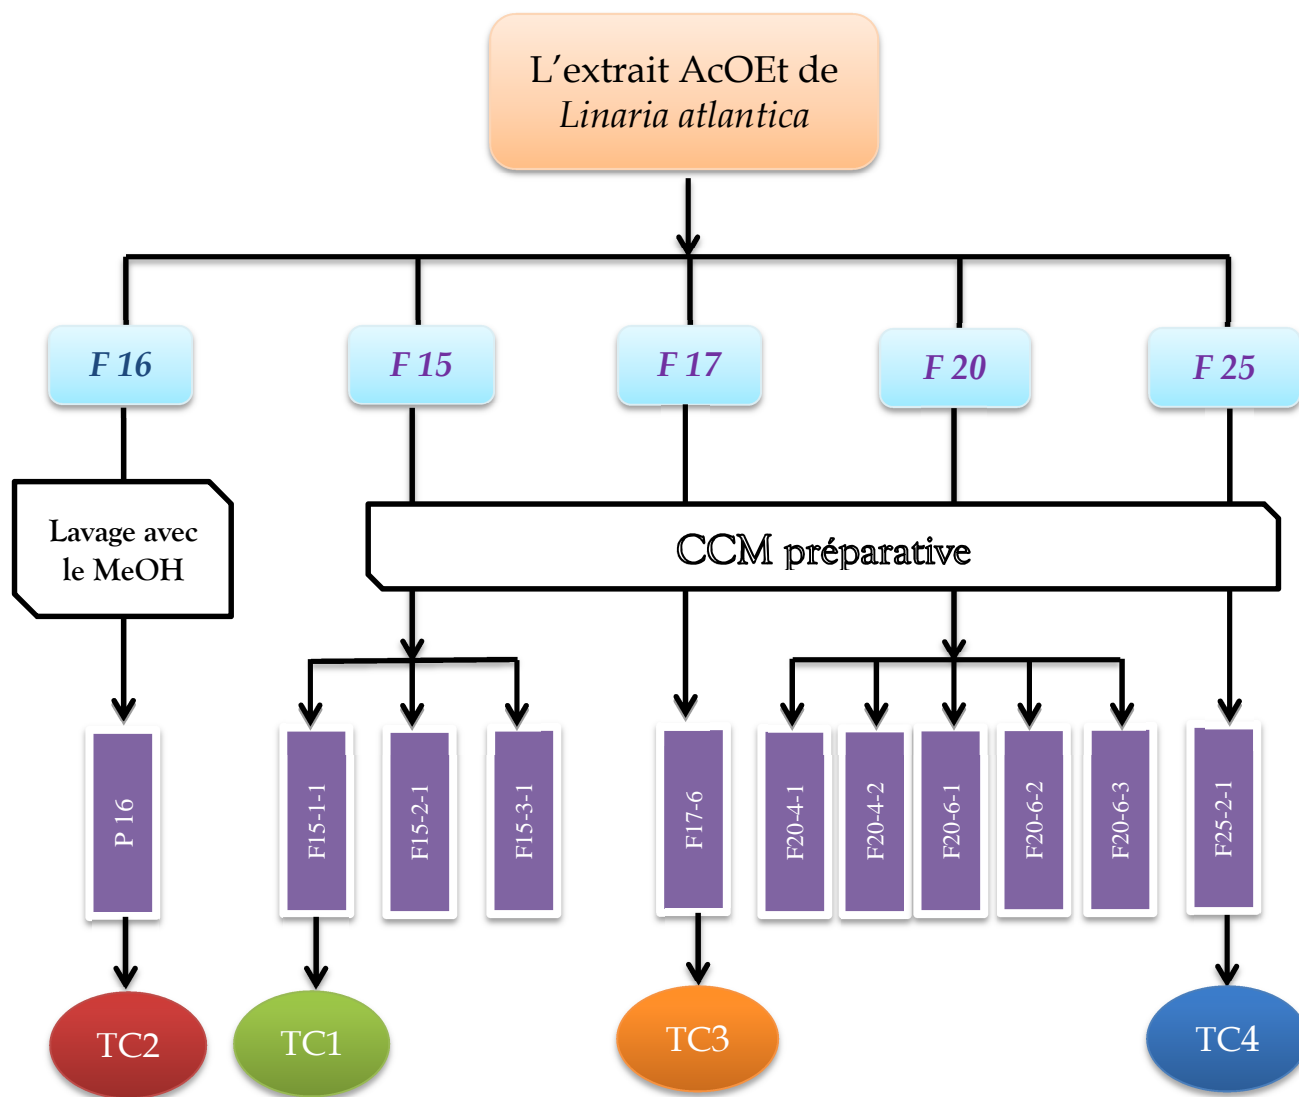 L'extrait AcOEt de
Linaria atlantica
F 16
F 15
F 17
F 20
F 25
Lavage avec
le MeOH
CCM préparative
P 16
F15-1-1
F15-2-1
F15-3-1
F17-6
F20-4-1
F20-4-2
F20-6-1
F20-6-2
F20-6-3
F25-2-1
TC2
TC1
TC3
TC4